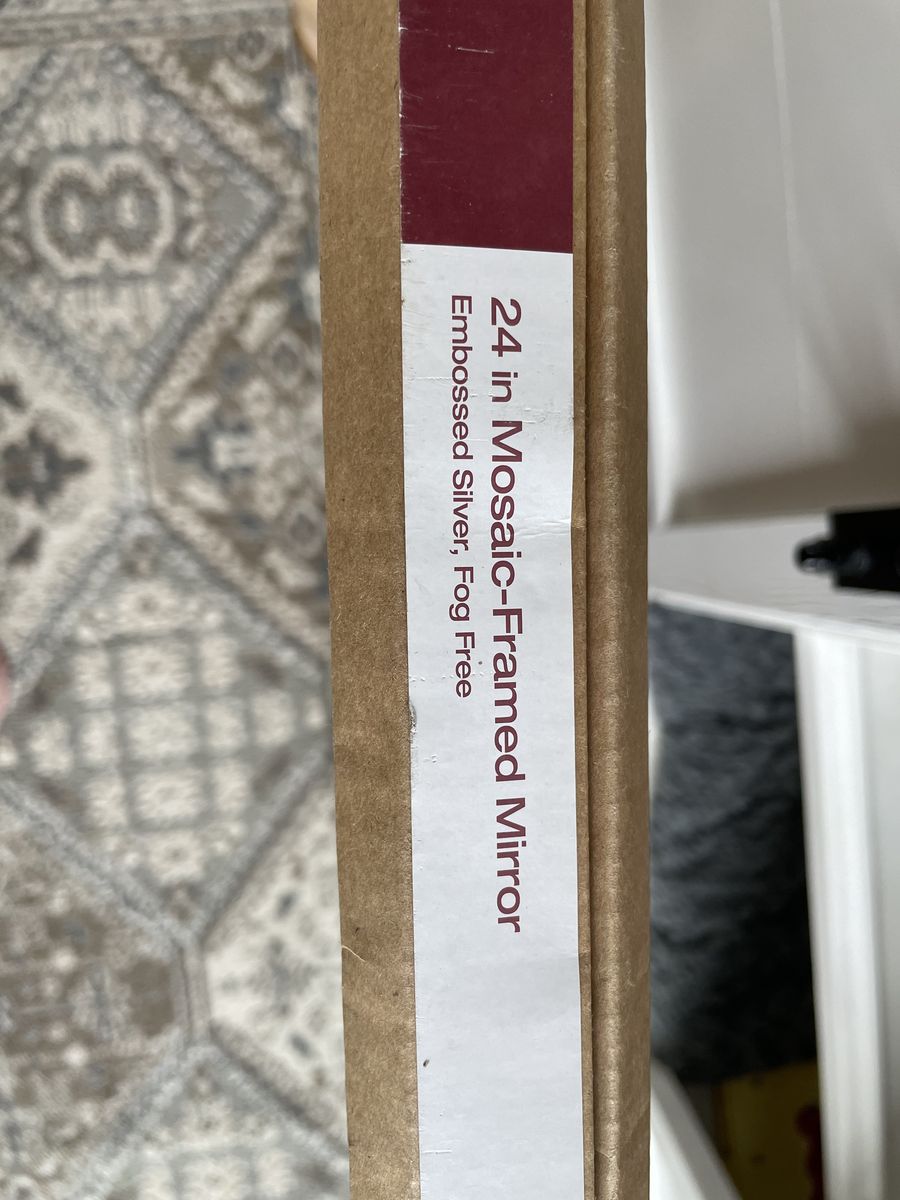 24 in Mosaic-Framed Mirror
Embossed Silver, Fog Free